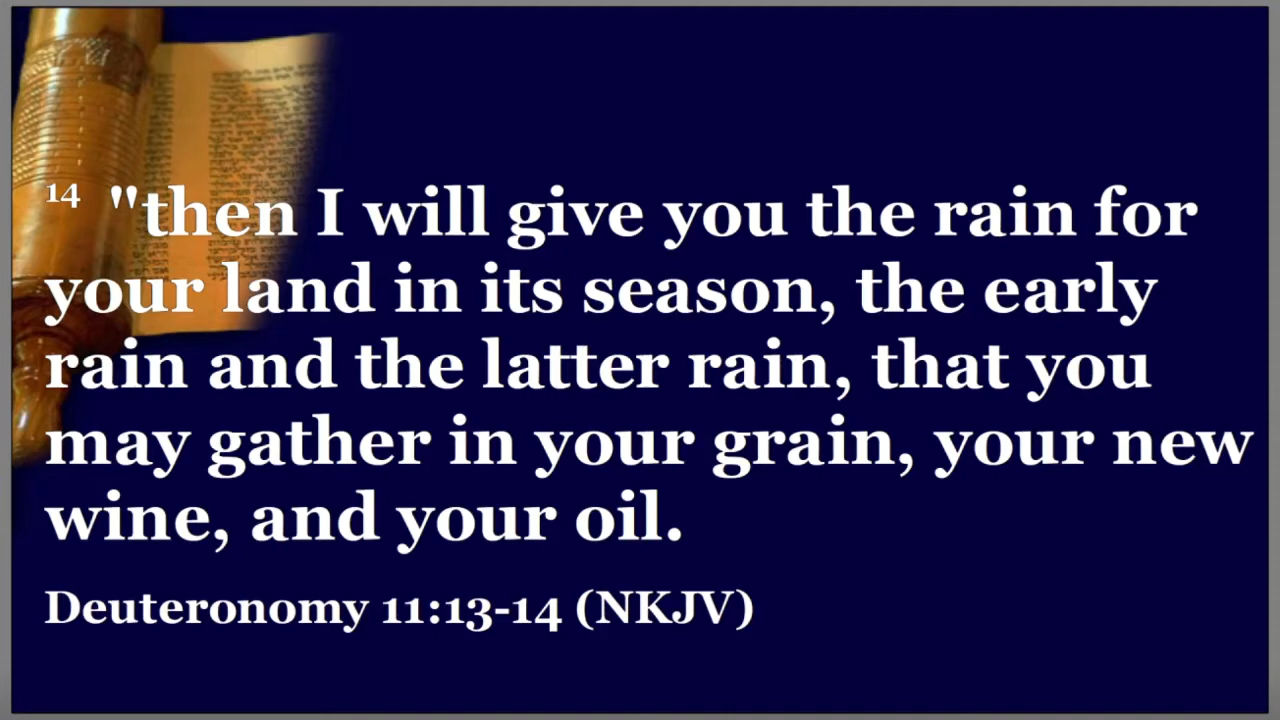 14 "then I will give you the rain for
your land in its season, the early
rain and the latter rain, that you
may gather in your grain, your new
wine, and your oil.
Deuteronomy 11:13-14 (NKJV)